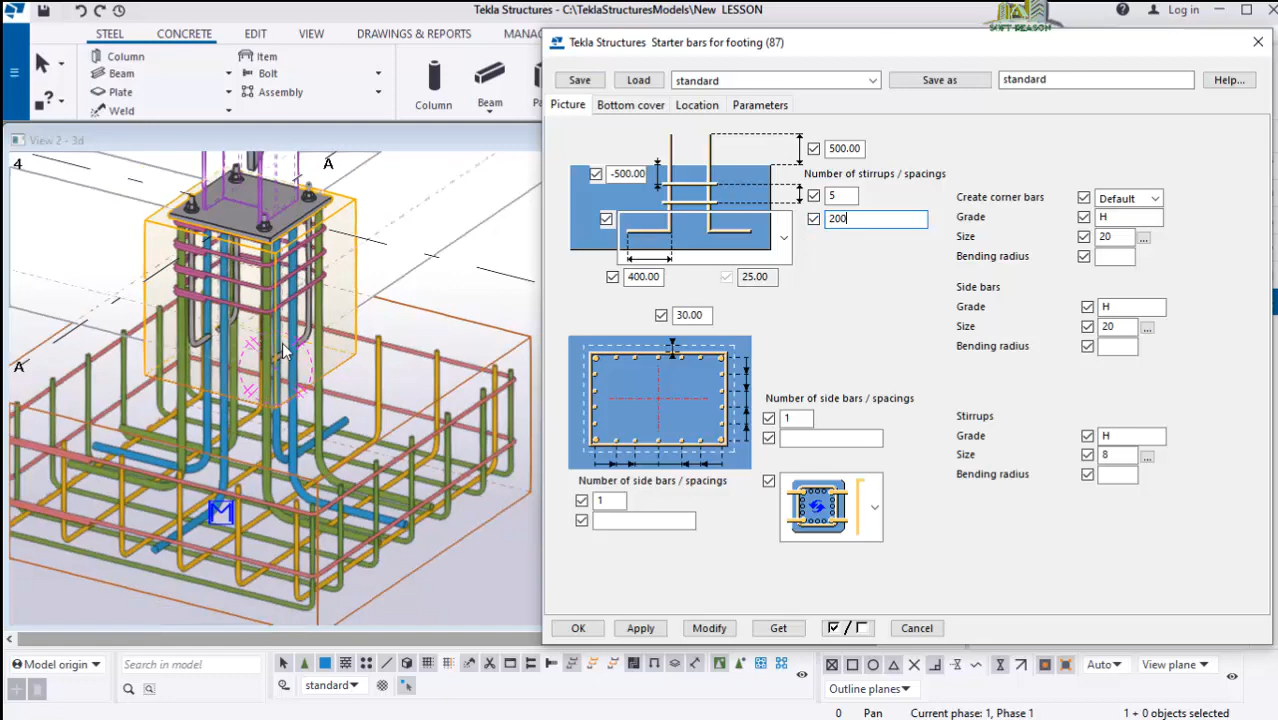 Tekla Structures - C:\TeklaStructuresModels\New LESSON
Log in
SOFT REASON
STEEL CONCRETE EDIT VIEW DRAWINGS & REPORTS
Column
Beam
Plate
Weld
Item
Bolt
Assembly
Column
Beam
View 2 - 3d
4
A
A
Tekla Structures Starter bars for footing (87)
Save Load standard Save as standard Help...
Picture Bottom cover Location Parameters
500.00
-500.00
Number of stirrups / spacings
5
200
400.00
25.00
30.00
Create corner bars Default
Grade H
Size 20 ...
Bending radius
Side bars
Grade H
Size 20 ...
Bending radius
Number of side bars / spacings
1
Stirrups
Grade H
Size 8 ...
Bending radius
Number of side bars / spacings
1
OK Apply Modify Get / Cancel
Model origin
Search in model
standard
Auto
View plane
Outline planes
0 Pan Current phase: 1, Phase 1 1 + 0 objects selected